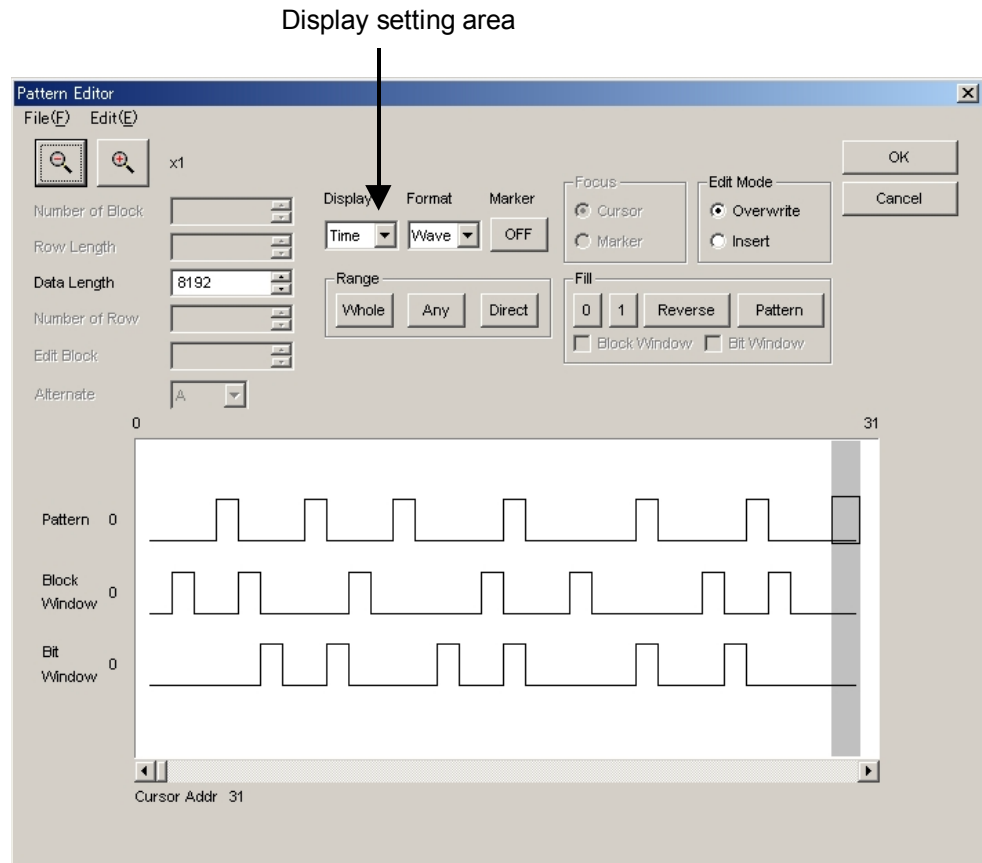 Display setting area
Pattern Editor
File(F) Edit(E)
x1
OK
Cancel
Number of Block
Row Length
Data Length 8192
Number of Row
Edit Block
Alternate A
Display Format Marker
Time Wave OFF
Focus
Cursor
Marker
Edit Mode
Overwrite
Insert
Range
Whole Any Direct
Fill
0 1 Reverse Pattern
Block Window Bit Window
0 31
Pattern 0
Block
Window 0
Bit
Window 0
Cursor Addr 31